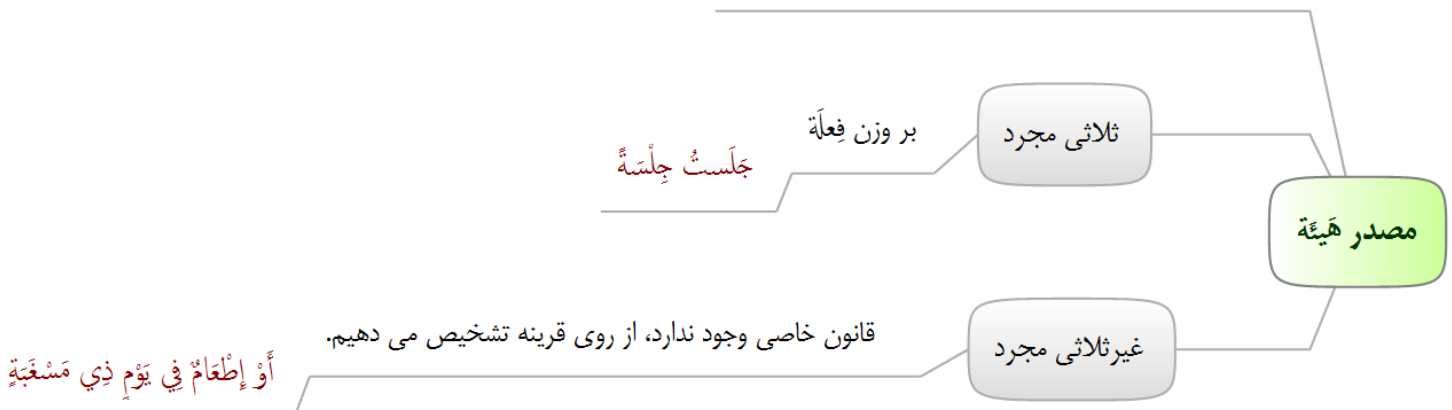 مصدر هَیئَة
ثلاثی مجرد
بر وزن فِعلَة
جَلَستُ جِلْسَةً
غیرثلاثی مجرد
قانون خاصی وجود ندارد، از روی قرینه تشخیص می دهیم.
أَوْ إِطْعَامٌ فِي يَوْمٍ ذِي مَسْغَبَةٍ